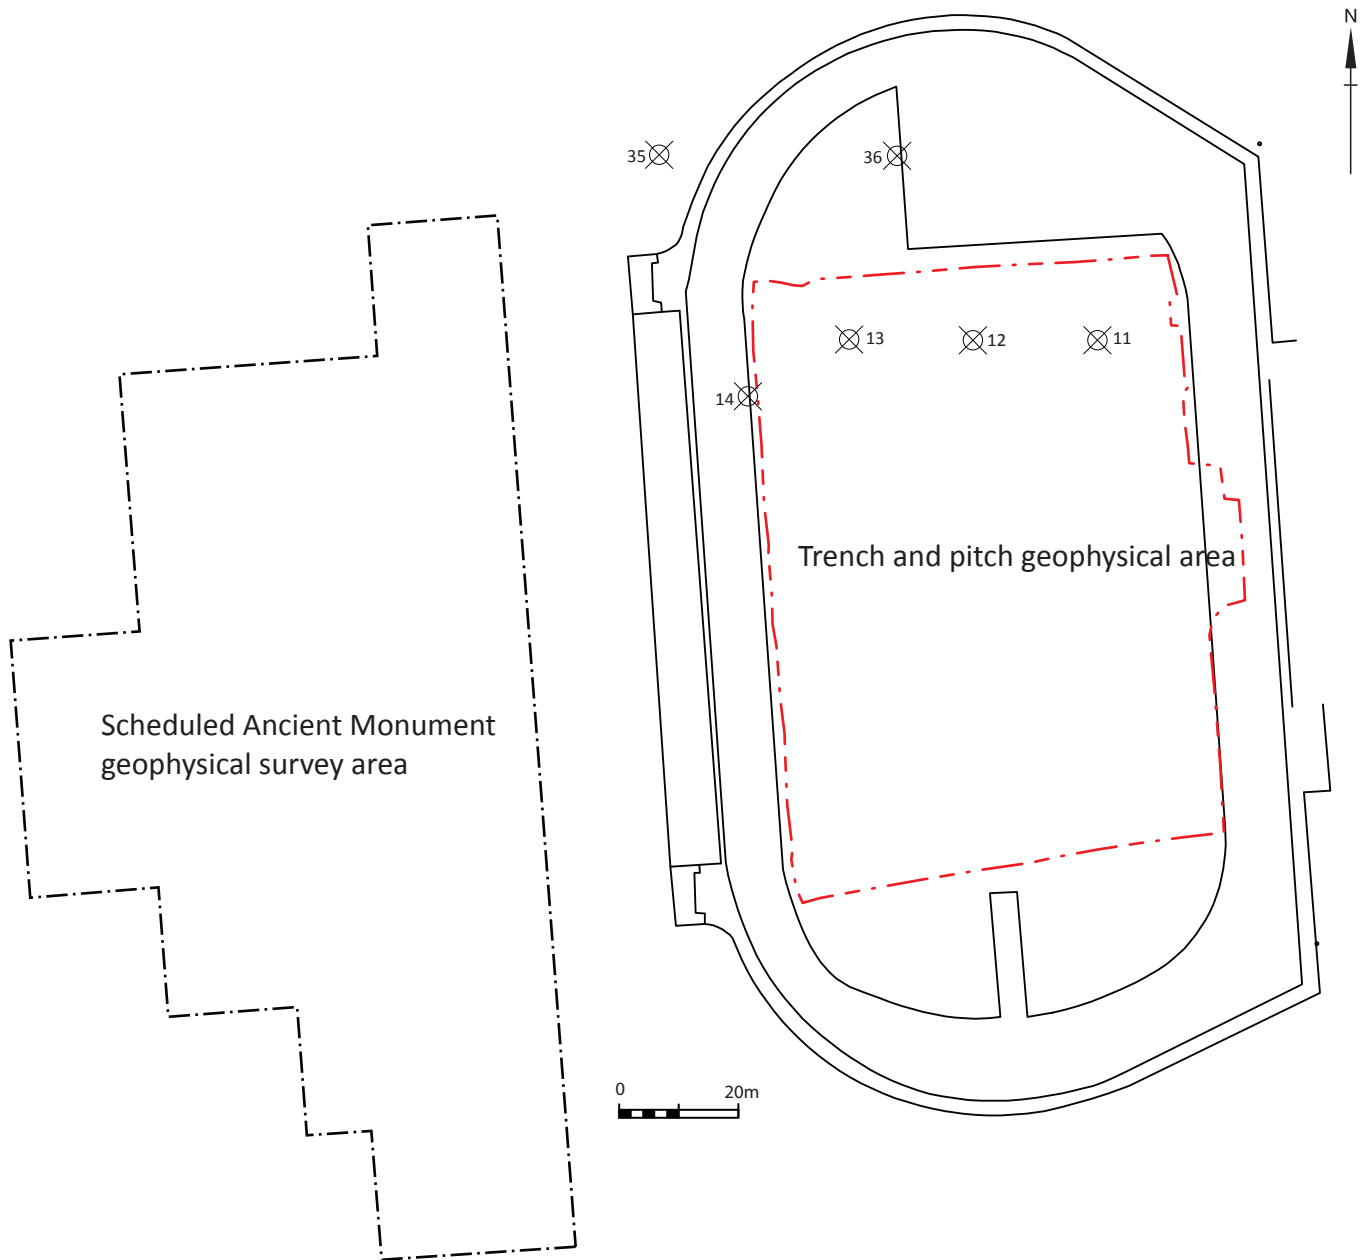 N
35
36
13
12
11
14
Trench and pitch geophysical area
Scheduled Ancient Monument
geophysical survey area
0 20m